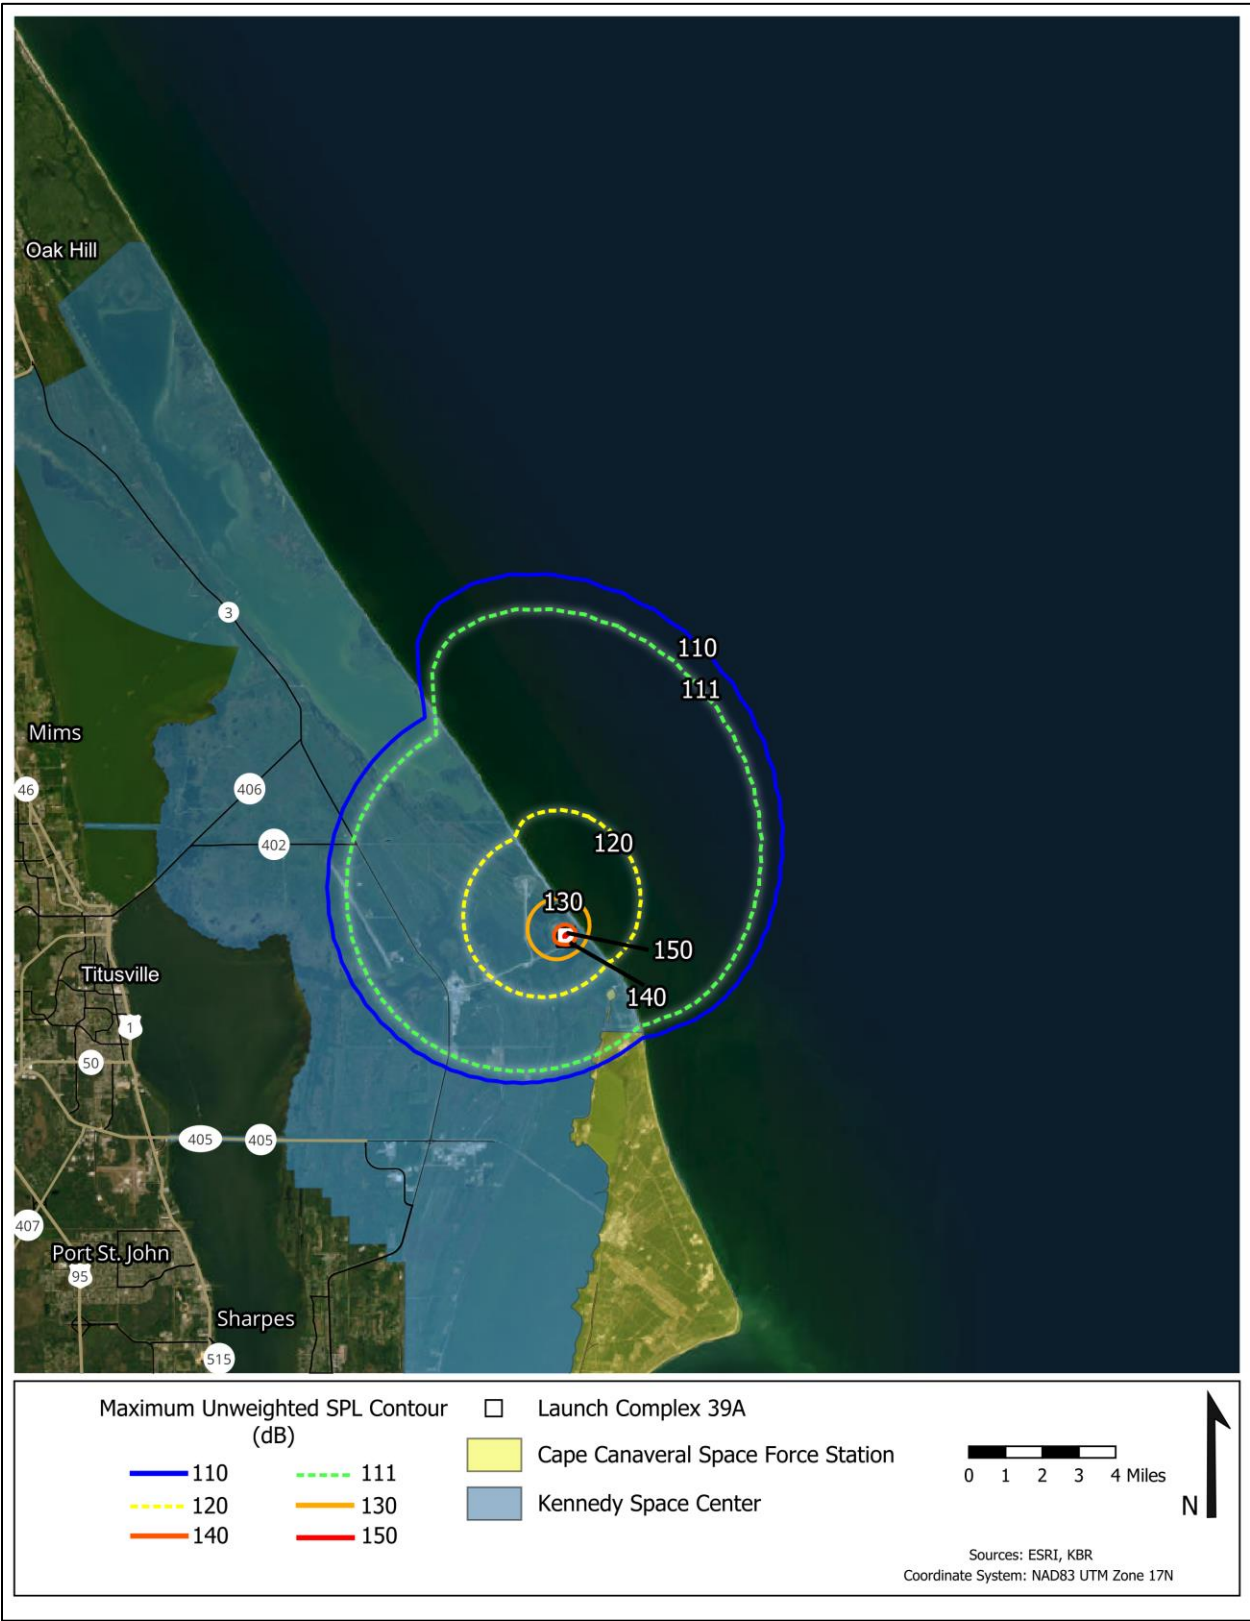 Oak Hill
3
110
111
Mims
46
406
402
120
130
150
140
Titusville
1
50
405
405
407
Port St. John
95
Sharpes
515
Maximum Unweighted SPL Contour
(dB)
110
111
120
130
140
150
Launch Complex 39A
Cape Canaveral Space Force Station
Kennedy Space Center
0 1 2 3 4 Miles
N
Sources: ESRI, KBR
Coordinate System: NAD83 UTM Zone 17N